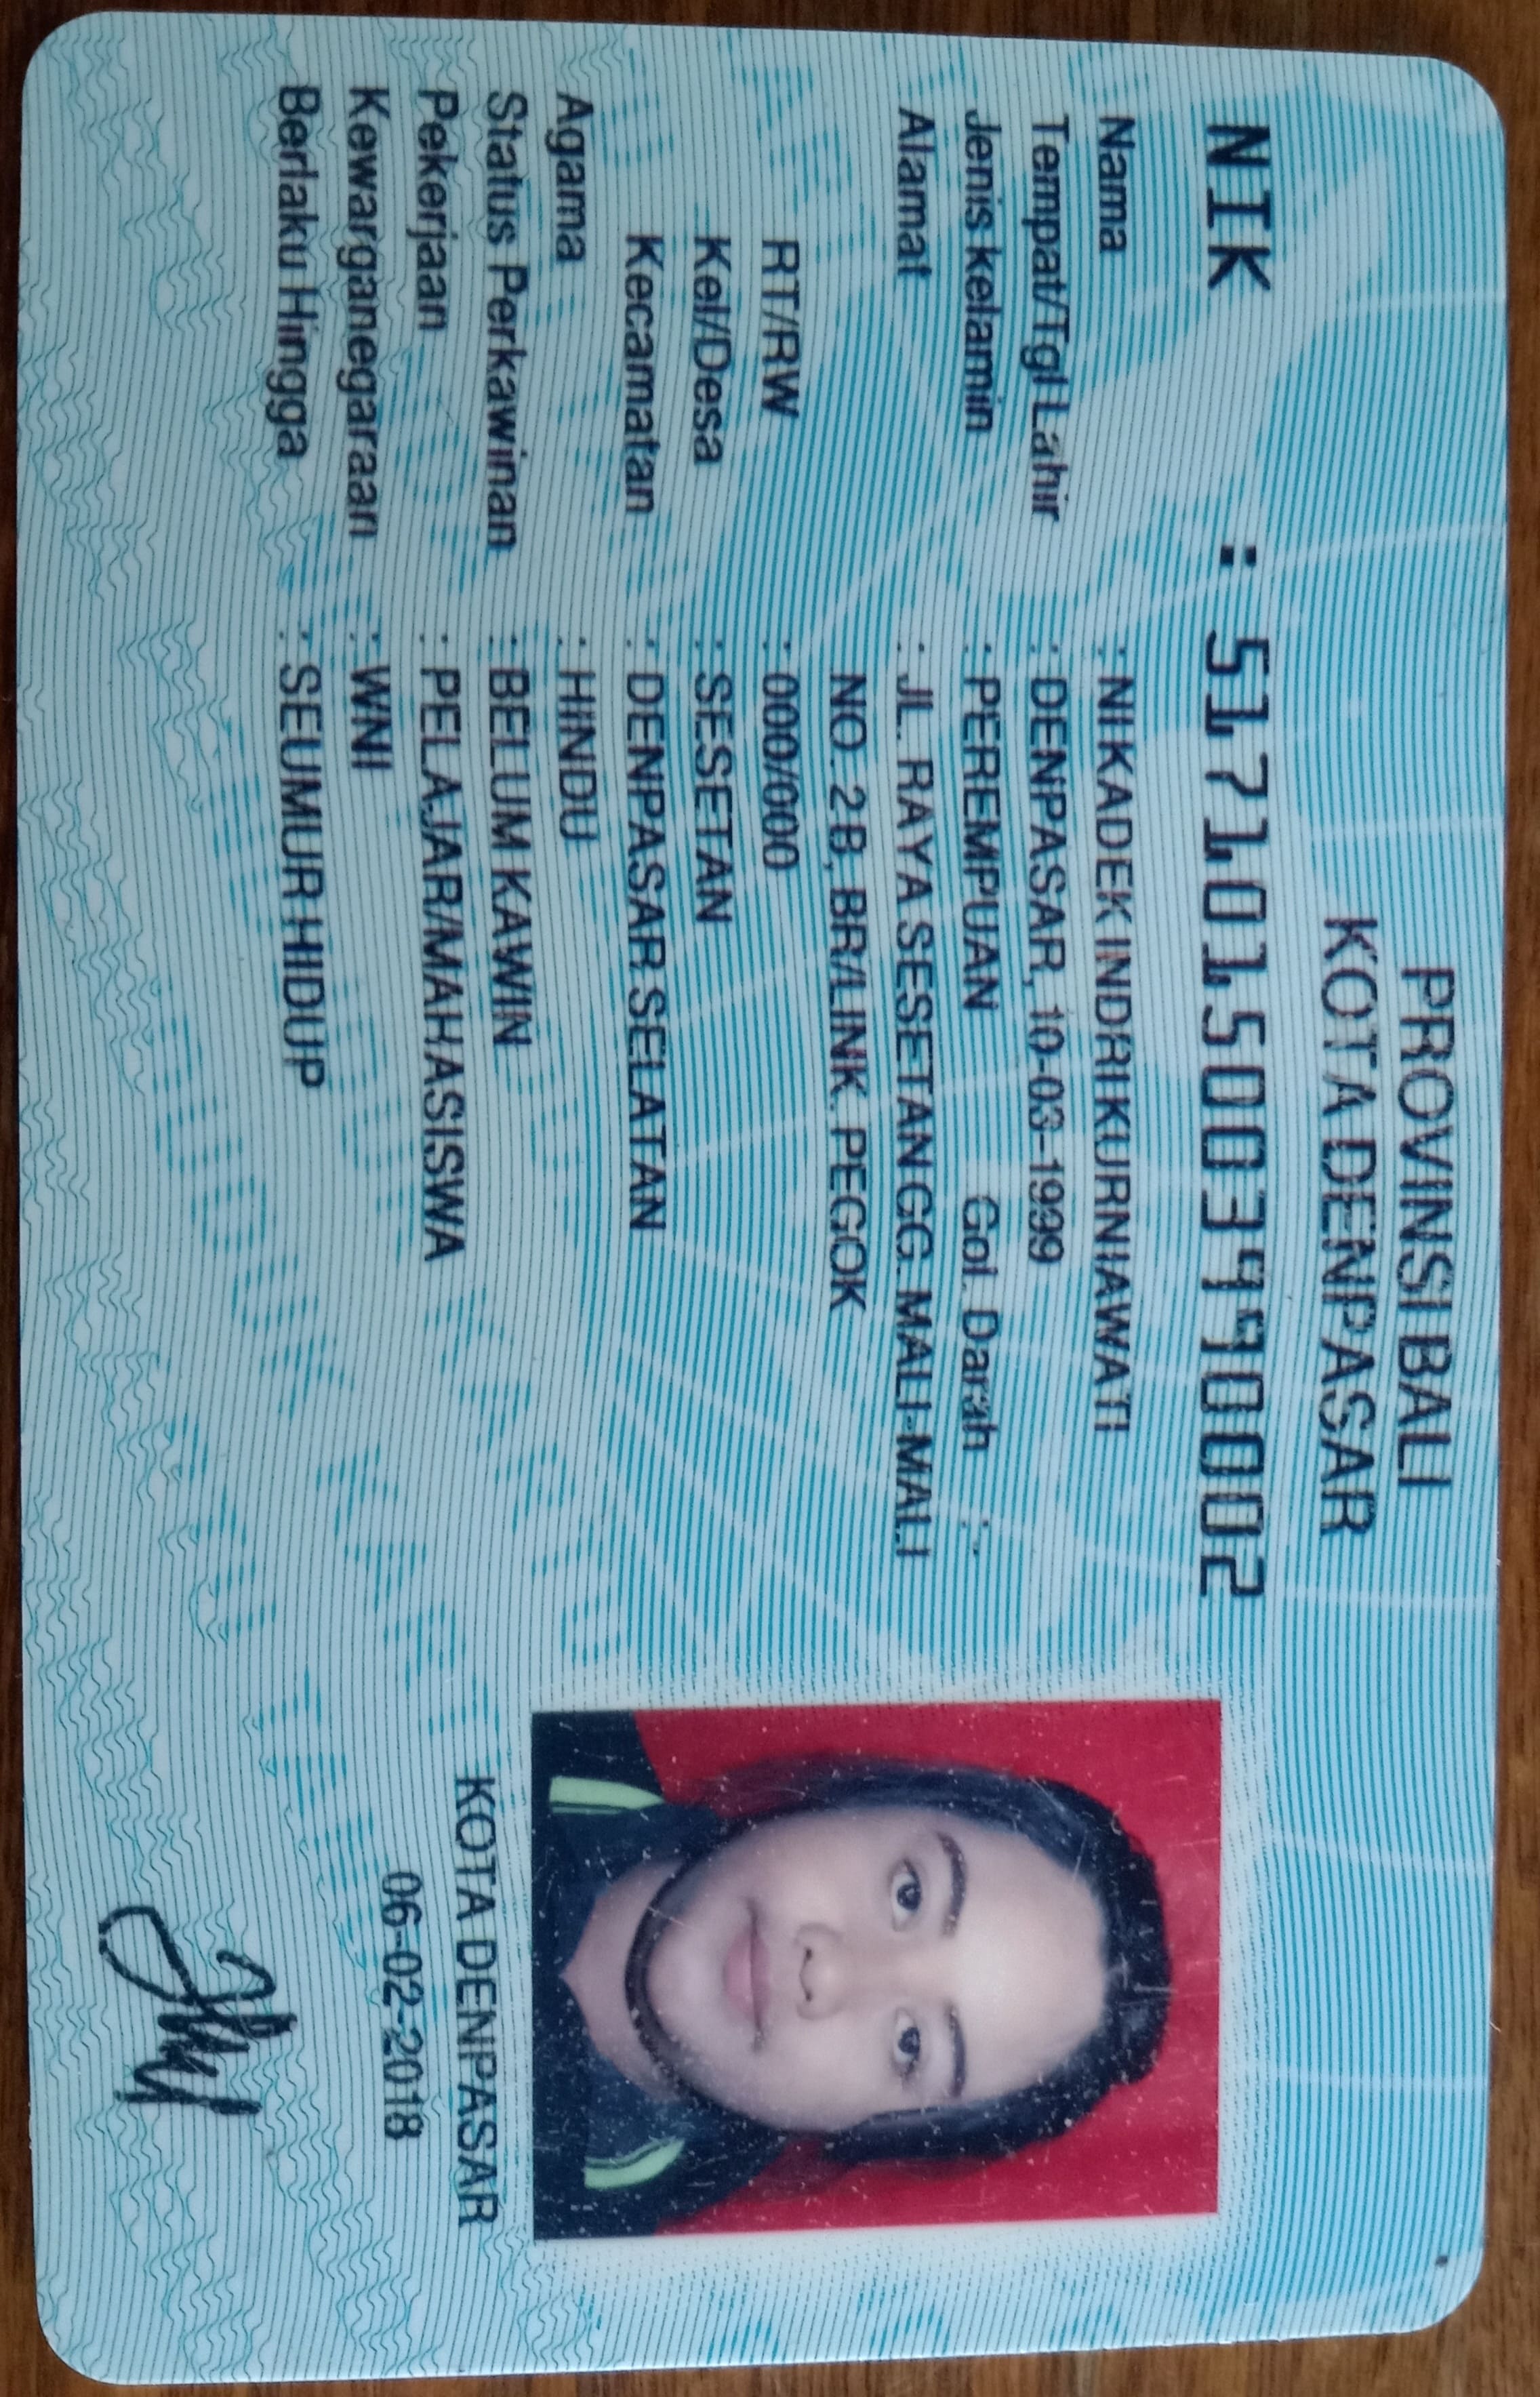 PROVINSI BALI
KOTA DENPASAR
NIK : 5171015003990002
Nama : NI KADEK INDRI KURNIAWATI
Tempat/Tgl Lahir : DENPASAR, 10-03-1999
Jenis kelamin : PEREMPUAN Gol. Darah : -
Alamat : JL. RAYA SESETAN GG. MALI-MALI
NO. 2 B, BR/LINK. PEGOK
RT/RW : 000/000
Kel/Desa : SESETAN
Kecamatan : DENPASAR SELATAN
Agama : HINDU
Status Perkawinan : BELUM KAWIN
Pekerjaan : PELAJAR/MAHASISWA
Kewarganegaraan : WNI
Berlaku Hingga : SEUMUR HIDUP
KOTA DENPASAR
06-02-2018